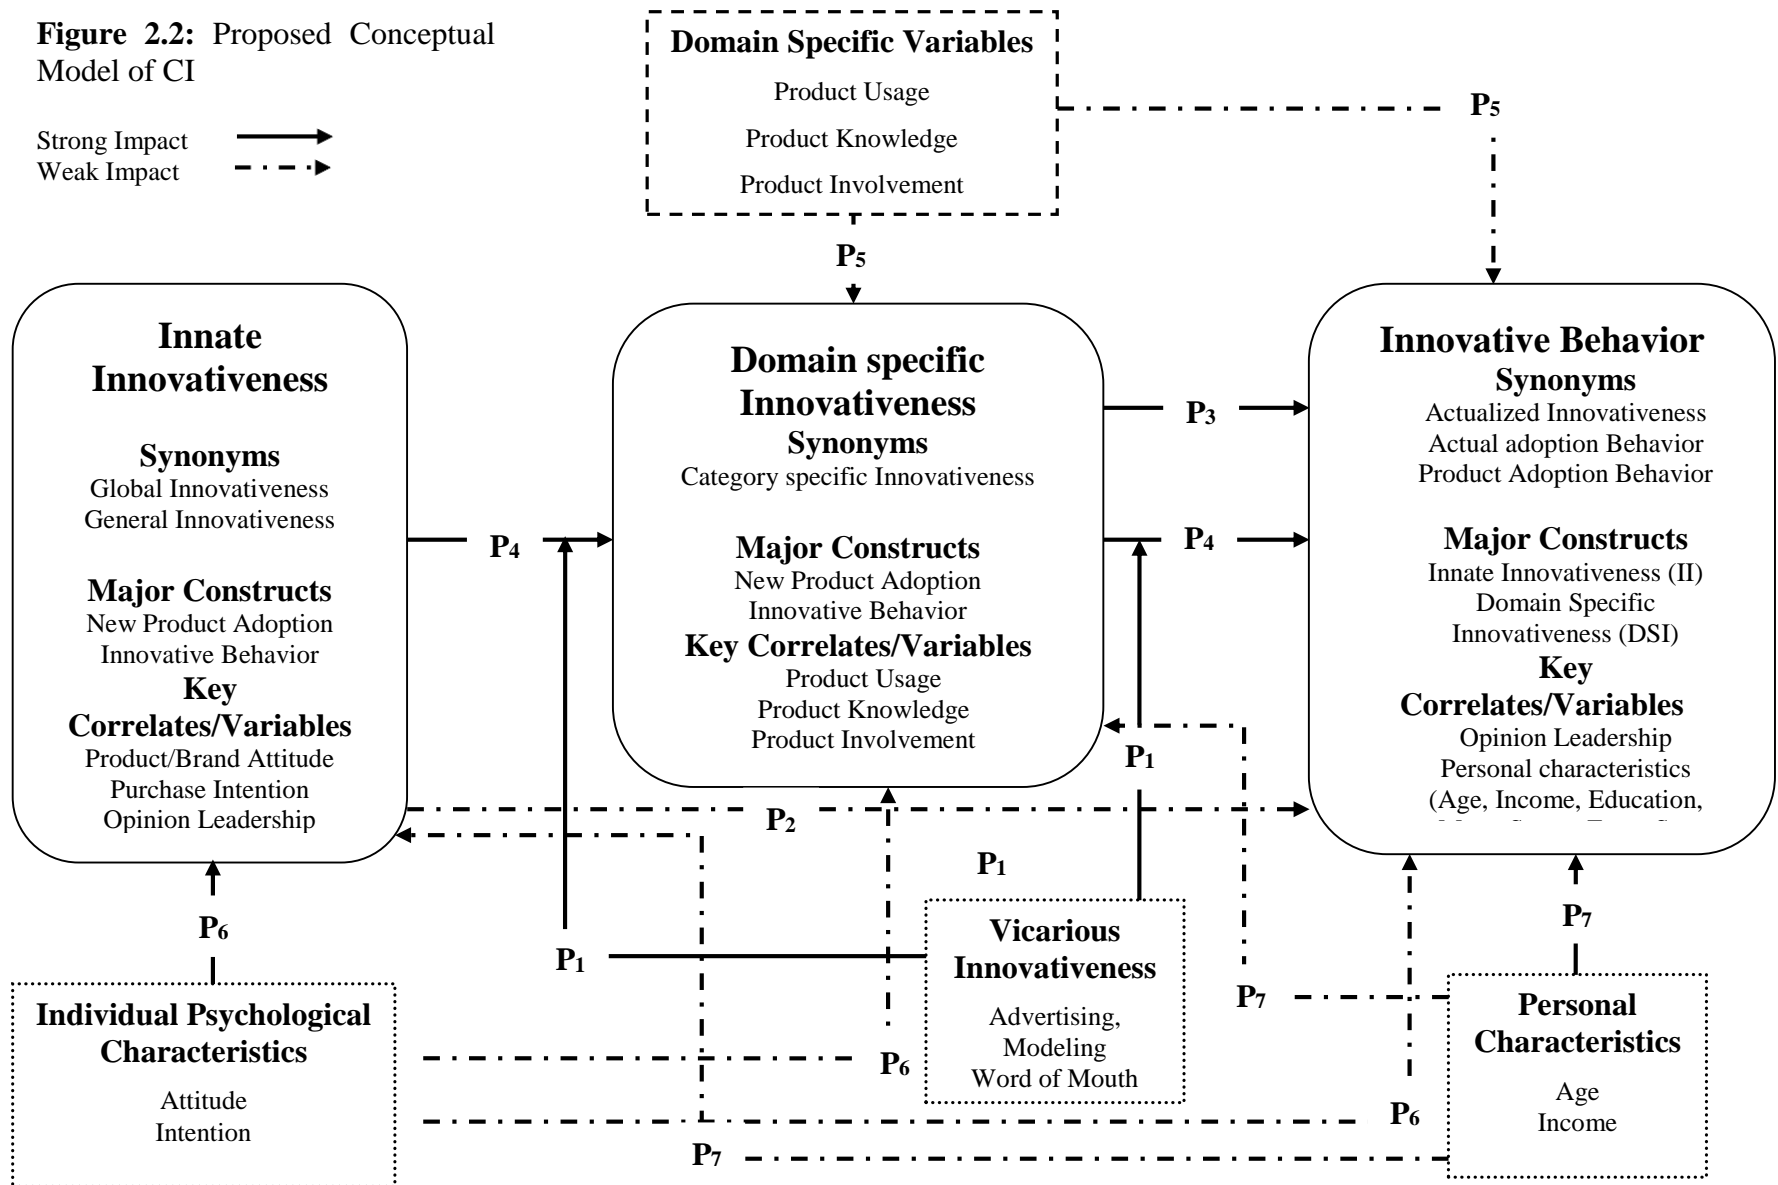 Figure 2.2: Proposed Conceptual
Model of CI
Strong Impact
Weak Impact
Domain Specific Variables
Product Usage
Product Knowledge
Product Involvement
P5
P5
Innate
Innovativeness
Synonyms
Global Innovativeness
General Innovativeness
Major Constructs
New Product Adoption
Innovative Behavior
Key
Correlates/Variables
Product/Brand Attitude
Purchase Intention
Opinion Leadership
P4
Domain specific
Innovativeness
Synonyms
Category specific Innovativeness
Major Constructs
New Product Adoption
Innovative Behavior
Key Correlates/Variables
Product Usage
Product Knowledge
Product Involvement
P3
P4
P1
Innovative Behavior
Synonyms
Actualized Innovativeness
Actual adoption Behavior
Product Adoption Behavior
Major Constructs
Innate Innovativeness (II)
Domain Specific
Innovativeness (DSI)
Key
Correlates/Variables
Opinion Leadership
Personal characteristics
(Age, Income, Education,
P2
P1
P6
P1
P7
P7
Individual Psychological
Characteristics
Attitude
Intention
Vicarious
Innovativeness
Advertising,
Modeling
Word of Mouth
P6
P6
P7
Personal
Characteristics
Age
Income